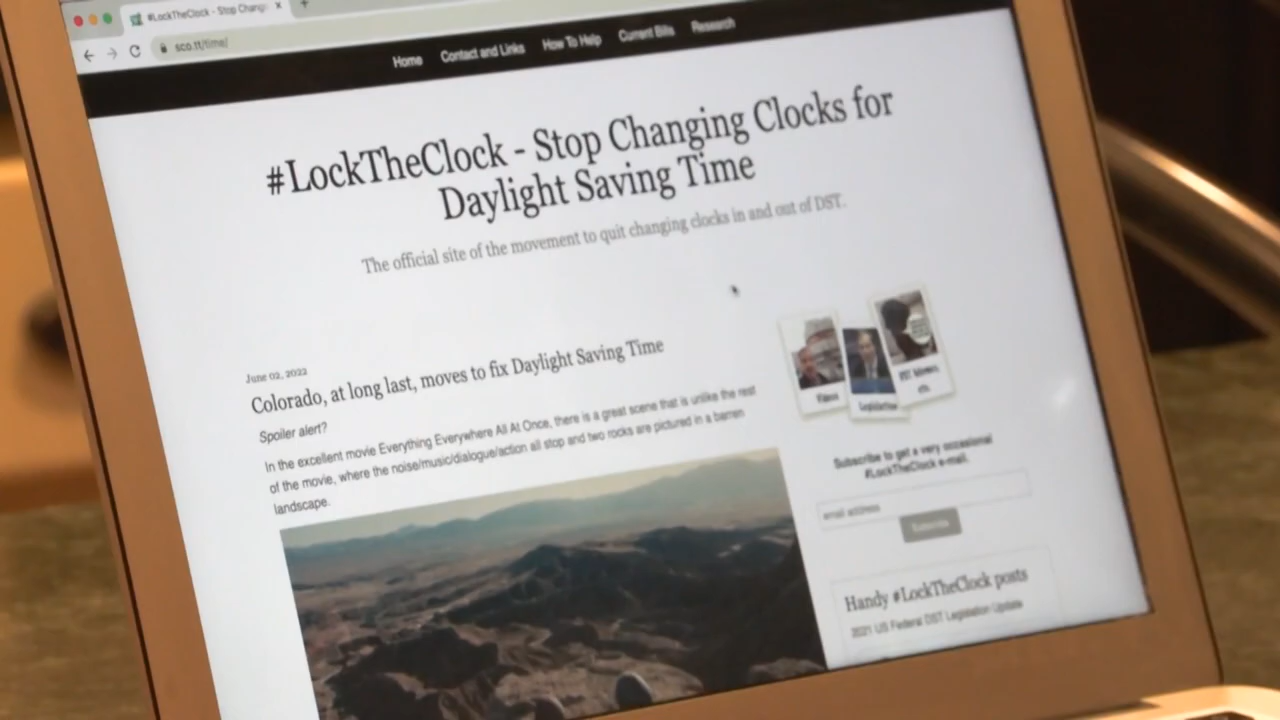 #LockTheClock - Stop Changi
sco.tt/time/
Home Contact and Links How To Help Current Bills Research
#LockTheClock - Stop Changing Clocks for
Daylight Saving Time
The official site of the movement to quit changing clocks in and out of DST.
June 02, 2022
Colorado, at long last, moves to fix Daylight Saving Time
Spoiler alert?
In the excellent movie Everything Everywhere All At Once, there is a great scene that is unlike the rest
of the movie, where the noise/music/dialogue/action all stop and two rocks are pictured in a barren
landscape.
Videos
Legislation
Subscribe to get a very occasional
#LockTheClock e-mail.
email address
Subscribe
Handy #LockTheClock posts
2021 US Federal DST Legislation Update